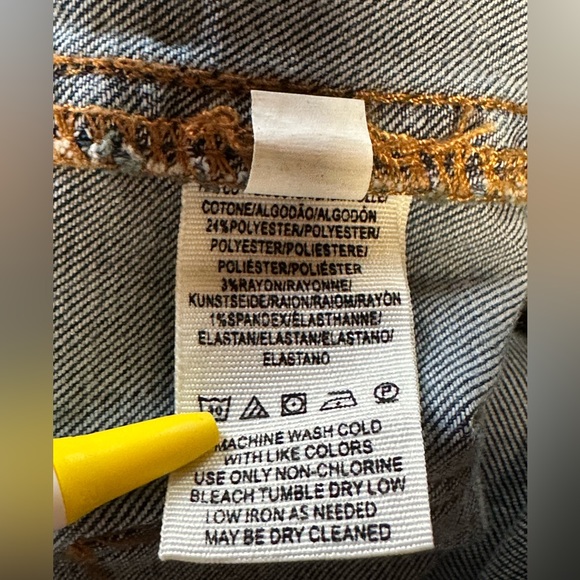 COTONE/ALGODÃO/ALGODÓN
24%POLYESTER/POLYESTER/
POLYESTER/POLIESTERE/
POLIÉSTER/POLIÉSTER
3%RAYON/RAYONNE/
KUNSTSEIDE/RAION/RAIOM/RAYÓN
1%SPANDEX/ÉLASTHANNE/
ELASTAN/ELASTAN/ELASTANO/
ELASTANO
30 P
MACHINE WASH COLD
WITH LIKE COLORS
USE ONLY NON-CHLORINE
BLEACH TUMBLE DRY LOW
LOW IRON AS NEEDED
MAY BE DRY CLEANED